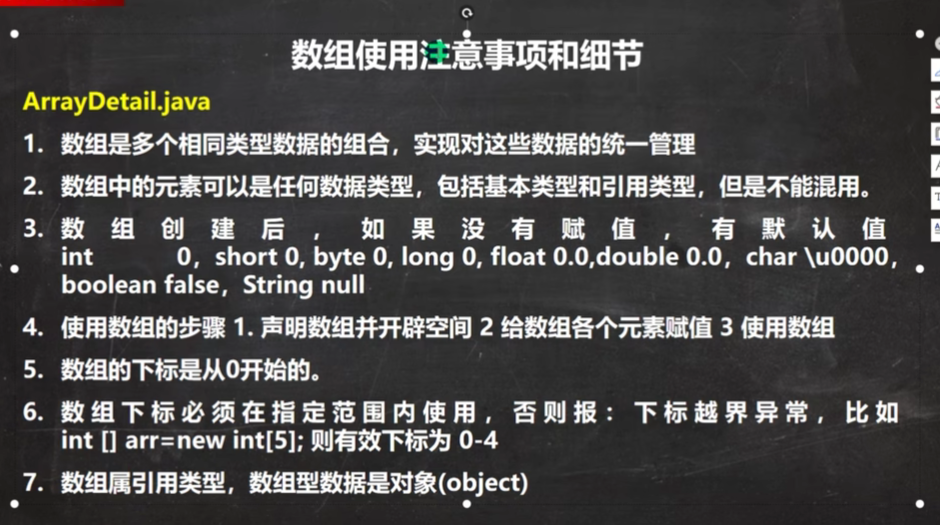 数组使用注意事项和细节
ArrayDetail.java
1. 数组是多个相同类型数据的组合，实现对这些数据的统一管理
2. 数组中的元素可以是任何数据类型，包括基本类型和引用类型，但是不能混用。
3. 数组创建后，如果没有赋值，有默认值
int 0，short 0, byte 0, long 0, float 0.0,double 0.0，char \u0000，
boolean false，String null
4. 使用数组的步骤 1. 声明数组并开辟空间 2 给数组各个元素赋值 3 使用数组
5. 数组的下标是从0开始的。
6. 数组下标必须在指定范围内使用，否则报：下标越界异常，比如
int [] arr=new int[5]; 则有效下标为 0-4
7. 数组属引用类型，数组型数据是对象(object)